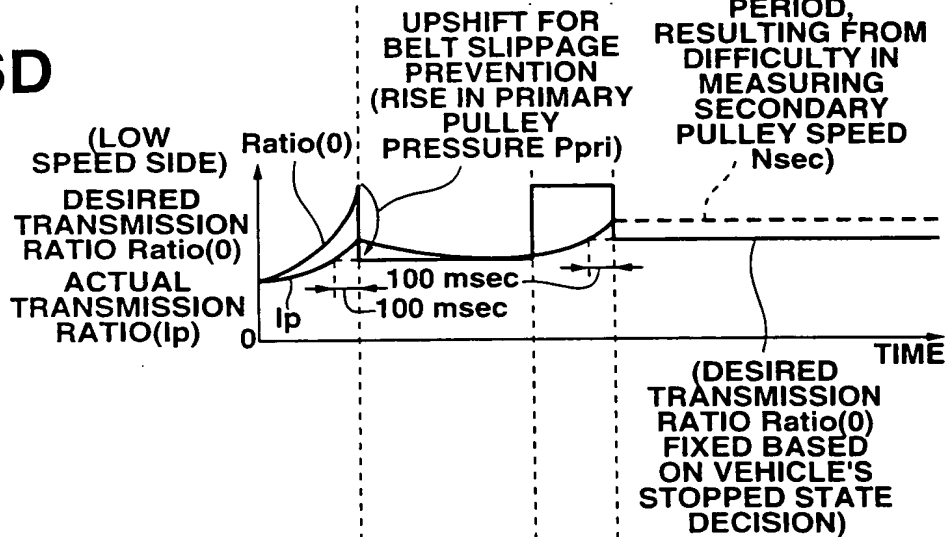 UPSHIFT FOR
BELT SLIPPAGE
PREVENTION
(RISE IN PRIMARY
PULLEY
PRESSURE Ppri)
PERIOD,
RESULTING FROM
DIFFICULTY IN
MEASURING
SECONDARY
PULLEY SPEED
Nsec)
(LOW
SPEED SIDE)
Ratio(0)
DESIRED
TRANSMISSION
RATIO Ratio(0)
ACTUAL
TRANSMISSION
RATIO(Ip)
0
Ip
100 msec
100 msec
TIME
(DESIRED
TRANSMISSION
RATIO Ratio(0)
FIXED BASED
ON VEHICLE'S
STOPPED STATE
DECISION)